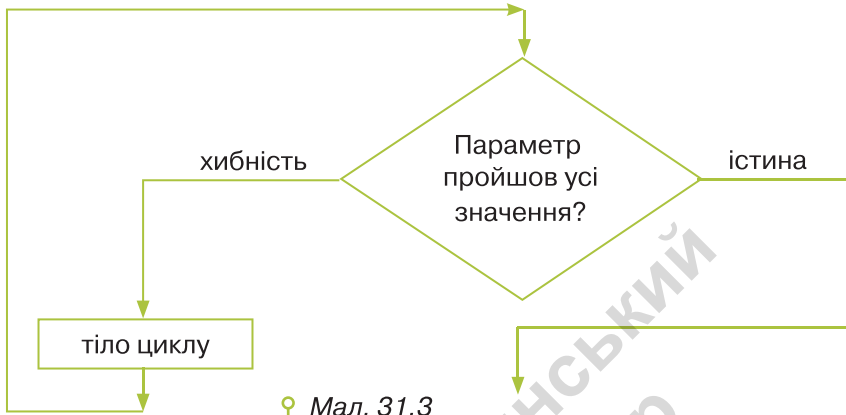 Параметр
пройшов усі
значення?
хибність
істина
тіло циклу
Мал. 31.3